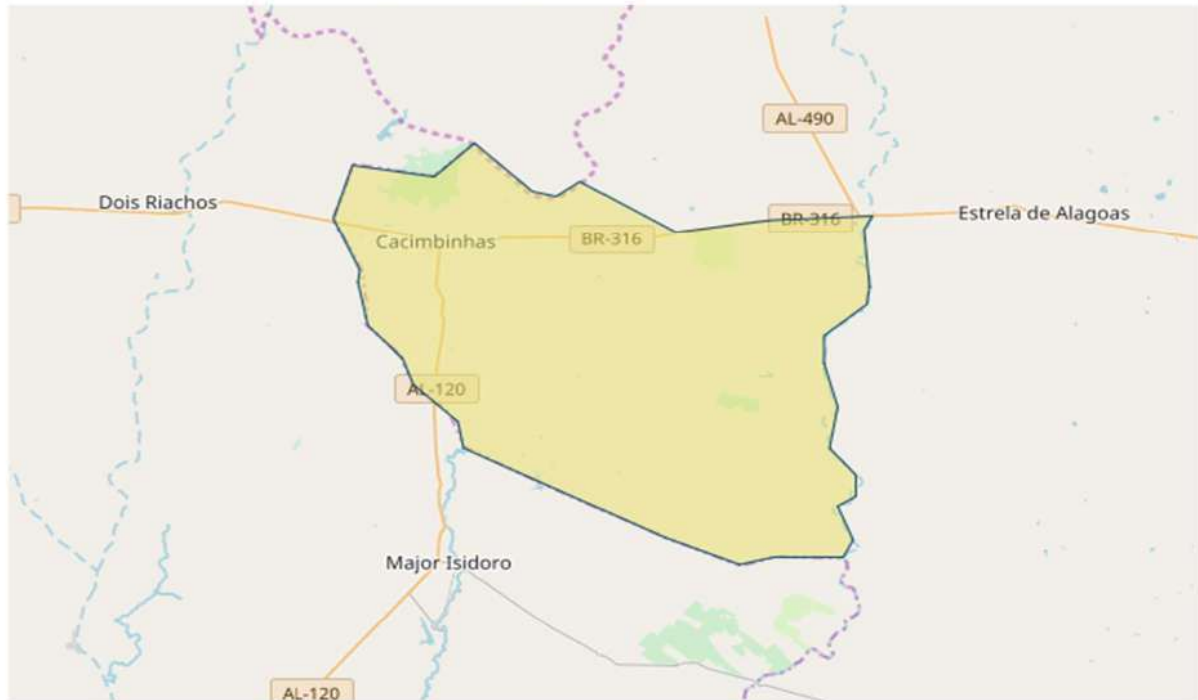 AL-490
Dois Riachos
BR-316
Estrela de Alagoas
Cacimbinhas
BR-316
AL-120
Major Isidoro
AL-120